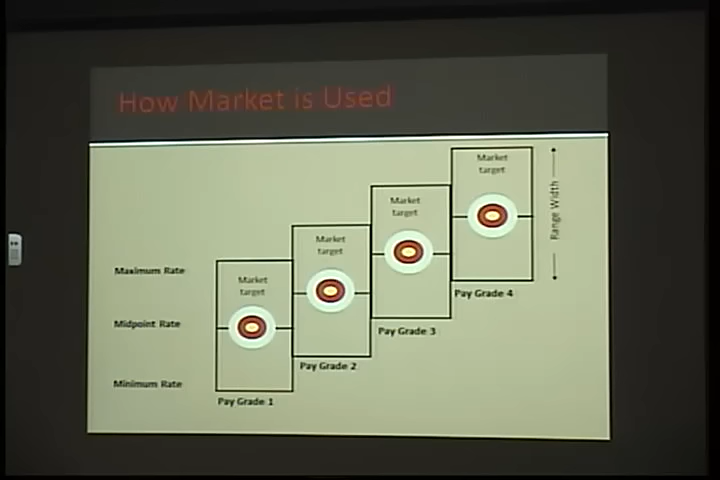 How Market is Used
Market
target
Market
target
Market
target
Market
target
Range Width
Maximum Rate
Midpoint Rate
Minimum Rate
Pay Grade 4
Pay Grade 3
Pay Grade 2
Pay Grade 1